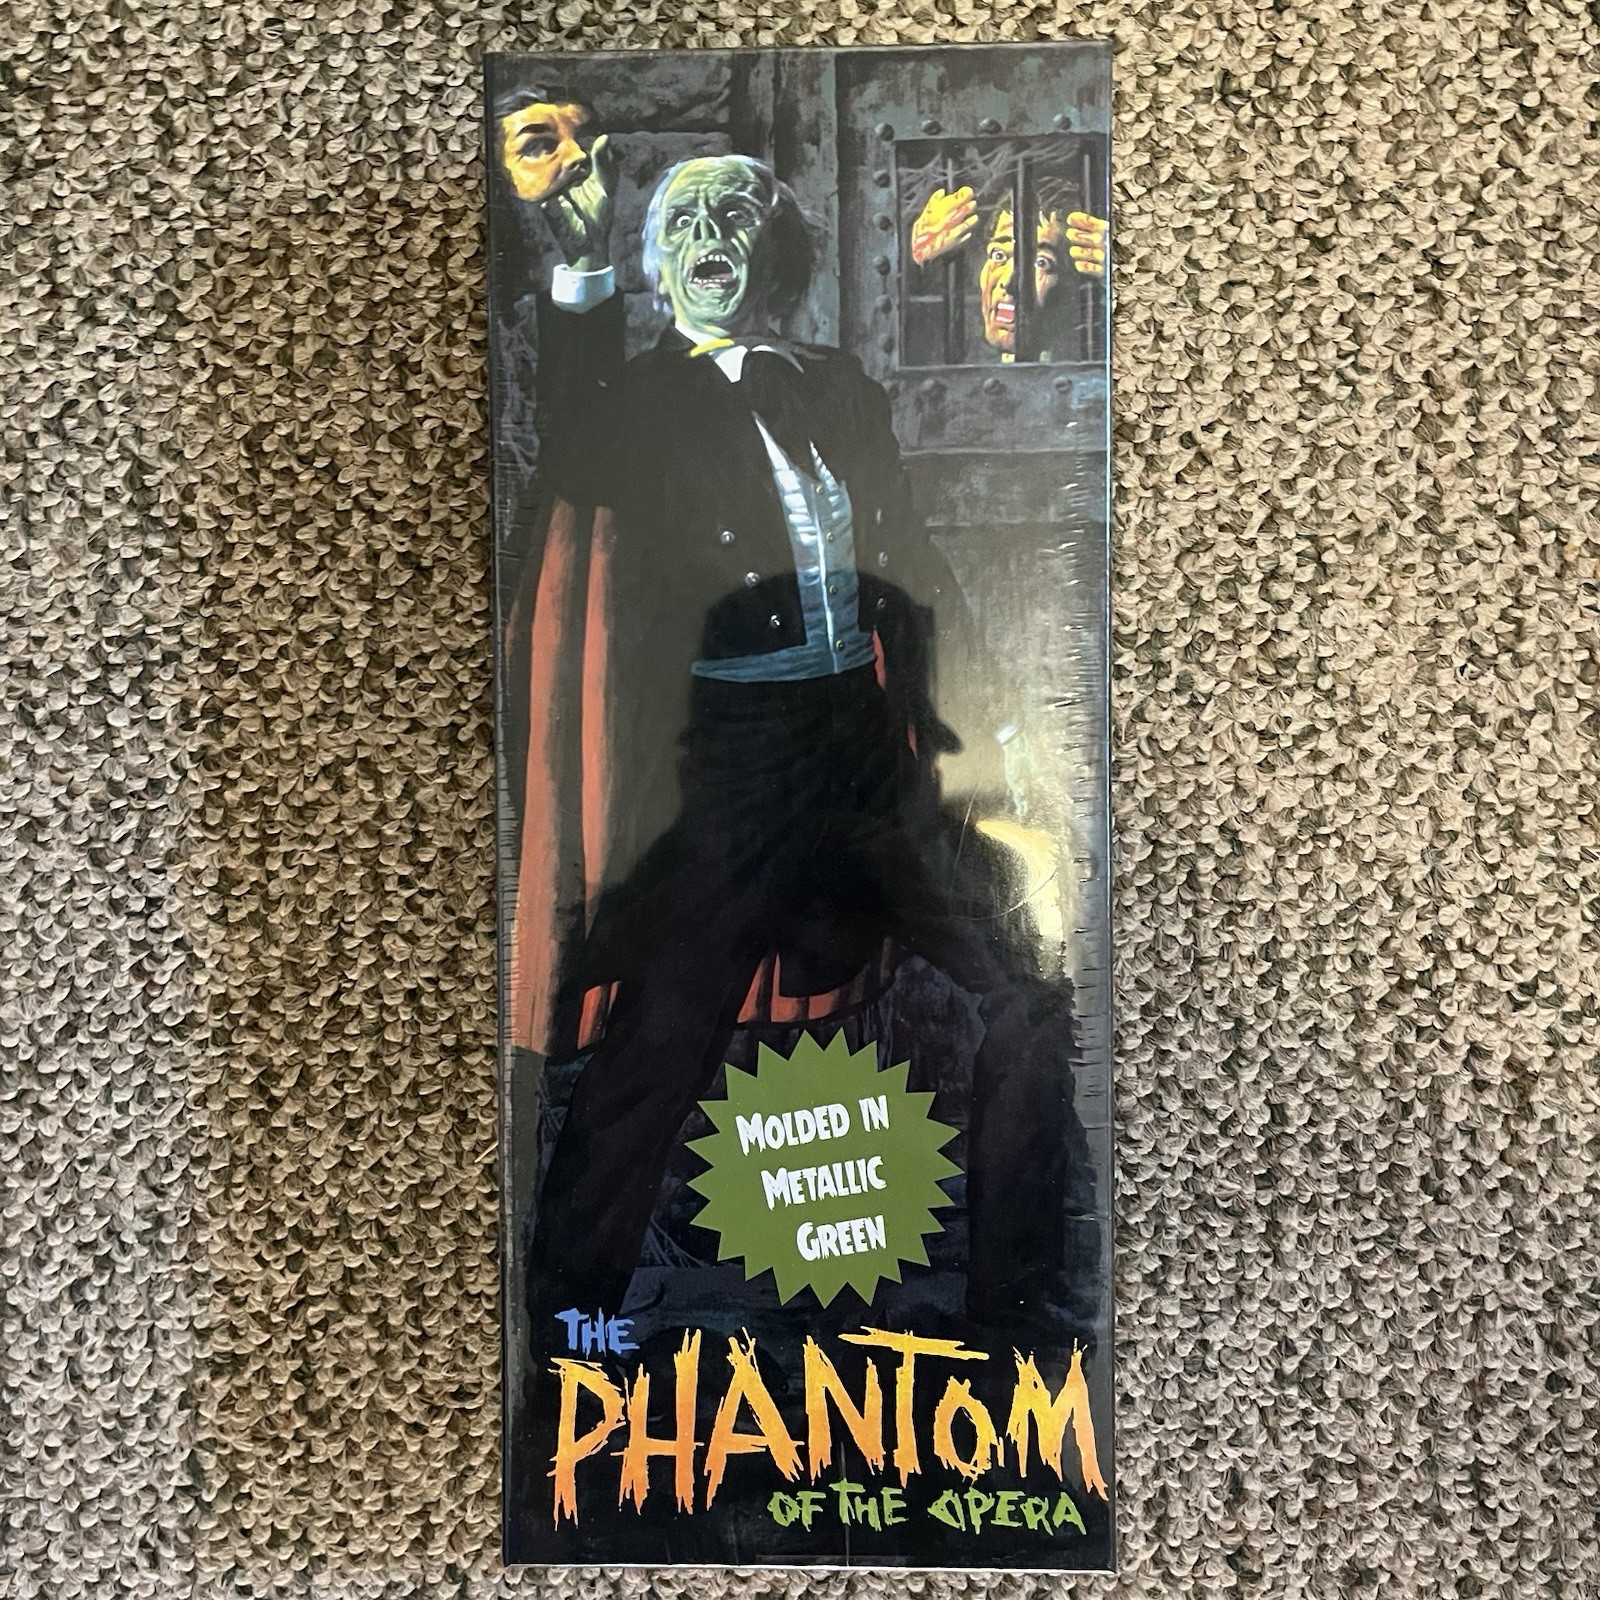 MOLDED IN
METALLIC
GREEN
THE
PHANTOM
OF THE OPERA